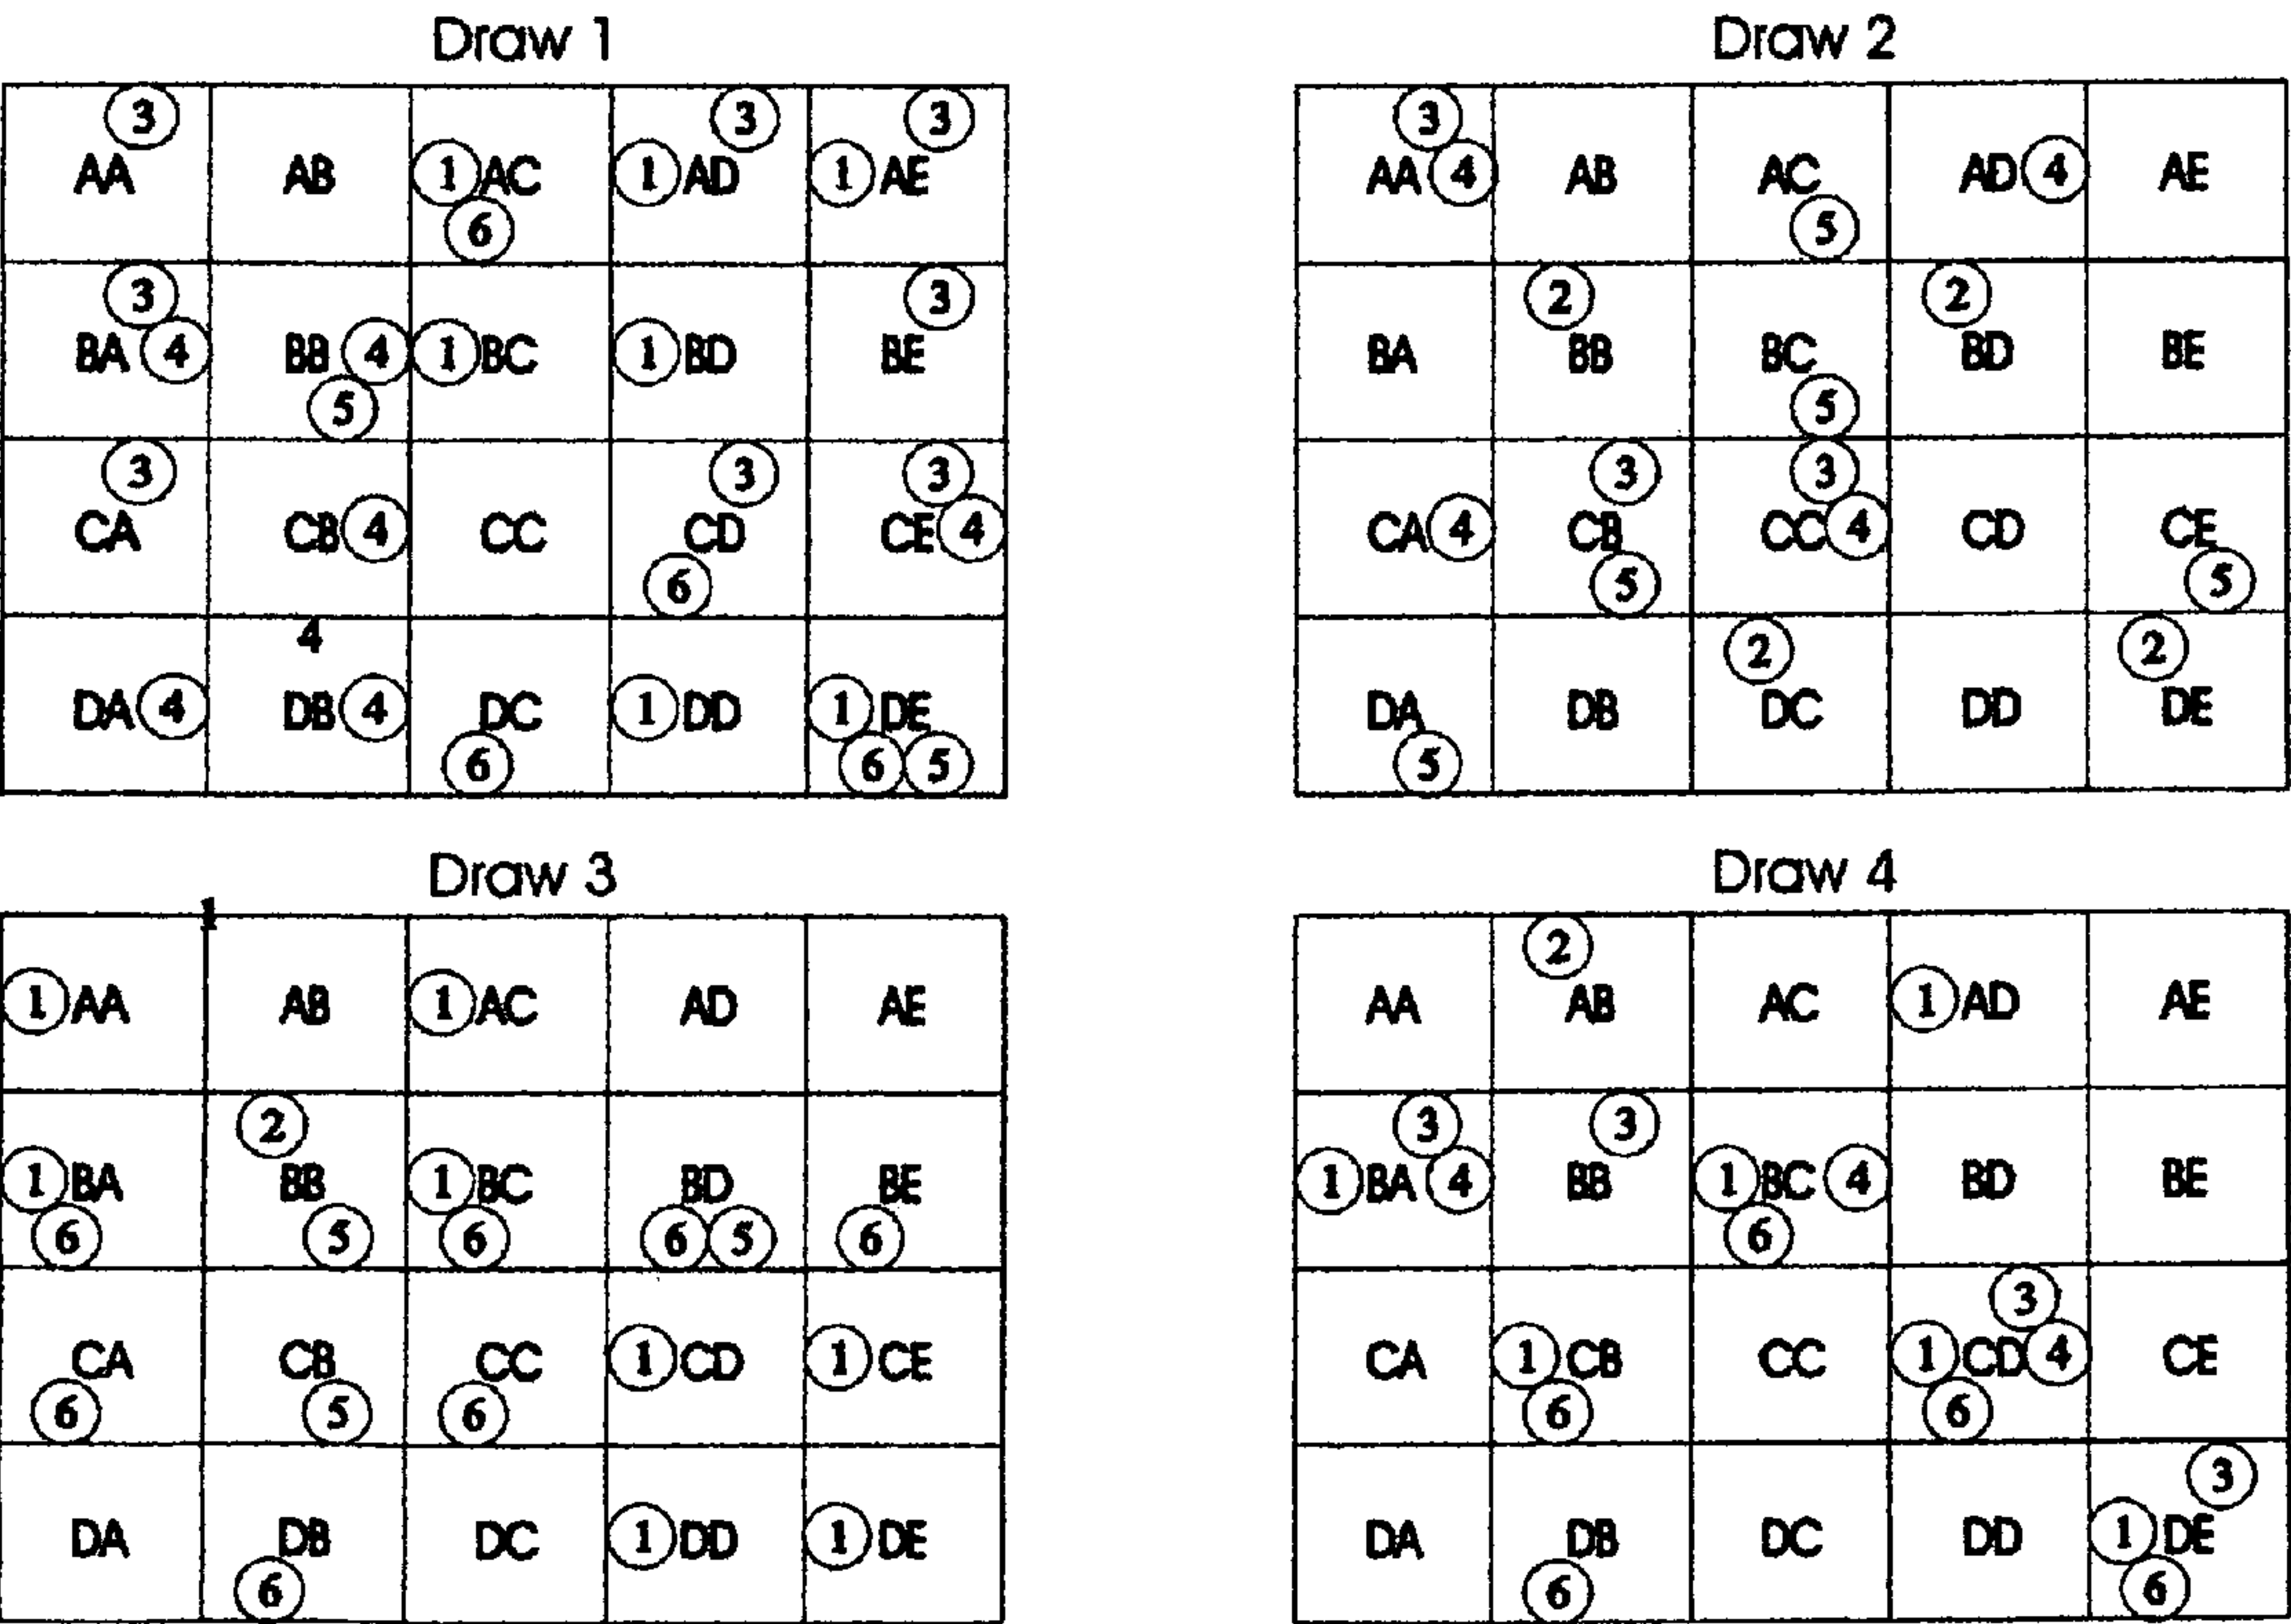 Draw 1
3 3 3
AA AB 1 AC 1 AD 1 AE
6
3 3
BA 4 BB 4 1 BC 1 BD BE
5
3 3 3
CA CB 4 CC CD CE 4
6
4
DA 4 DB 4 DC 1 DD 1 DE
6 6 5
Draw 2
3
AA 4 AB AC AD 4 AE
5
2 2
BA BB BC BD BE
5
3 3
CA 4 CB CC 4 CD CE
5 5
2 2
DA DB DC DD DE
5
Draw 3
1
1 AA AB 1 AC AD AE
2
1 BA BB 1 BC BD BE
6 5 6 6 5 6
CA CB CC 1 CD 1 CE
6 5 6
DA DB DC 1 DD 1 DE
6
Draw 4
2
AA AB AC 1 AD AE
3 3
1 BA 4 BB 1 BC 4 BD BE
6
3
CA 1 CB CC 1 CD 4 CE
6 6
3
DA DB DC DD 1 DE
6 6